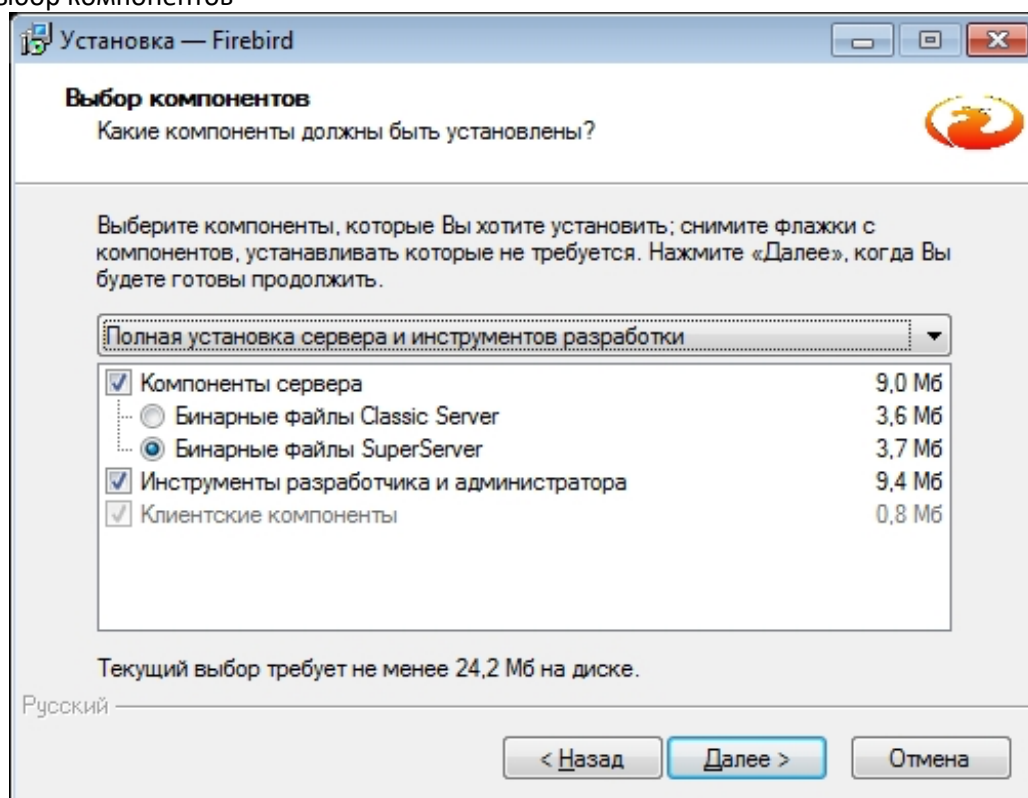 выбор компонентов
Установка — Firebird
Выбор компонентов
Какие компоненты должны быть установлены?
Выберите компоненты, которые Вы хотите установить; снимите флажки с
компонентов, устанавливать которые не требуется. Нажмите «Далее», когда Вы
будете готовы продолжить.
Полная установка сервера и инструментов разработки
Компоненты сервера 9,0 Мб
Бинарные файлы Classic Server 3,6 Мб
Бинарные файлы SuperServer 3,7 Мб
Инструменты разработчика и администратора 9,4 Мб
Клиентские компоненты 0,8 Мб
Текущий выбор требует не менее 24,2 Мб на диске.
Русский
< Назад Далее > Отмена